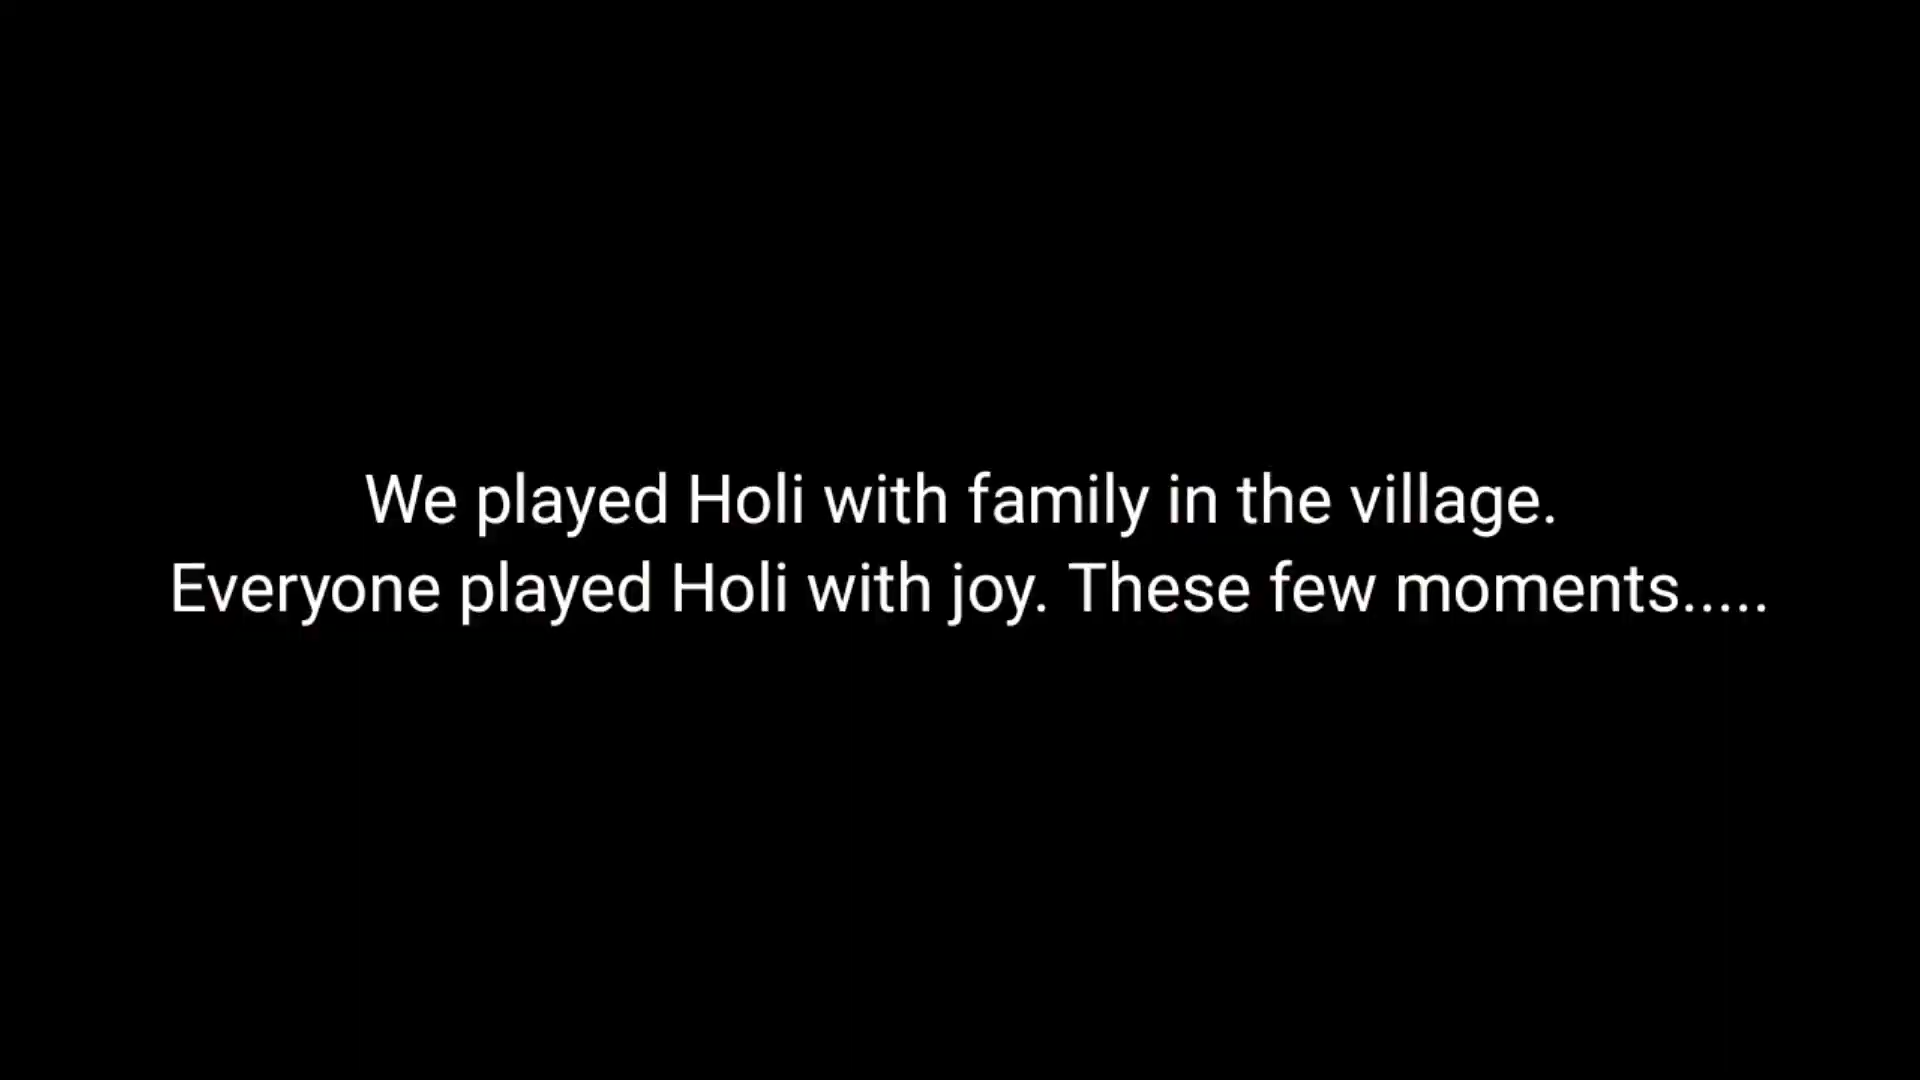 We played Holi with family in the village.
Everyone played Holi with joy. These few moments.....